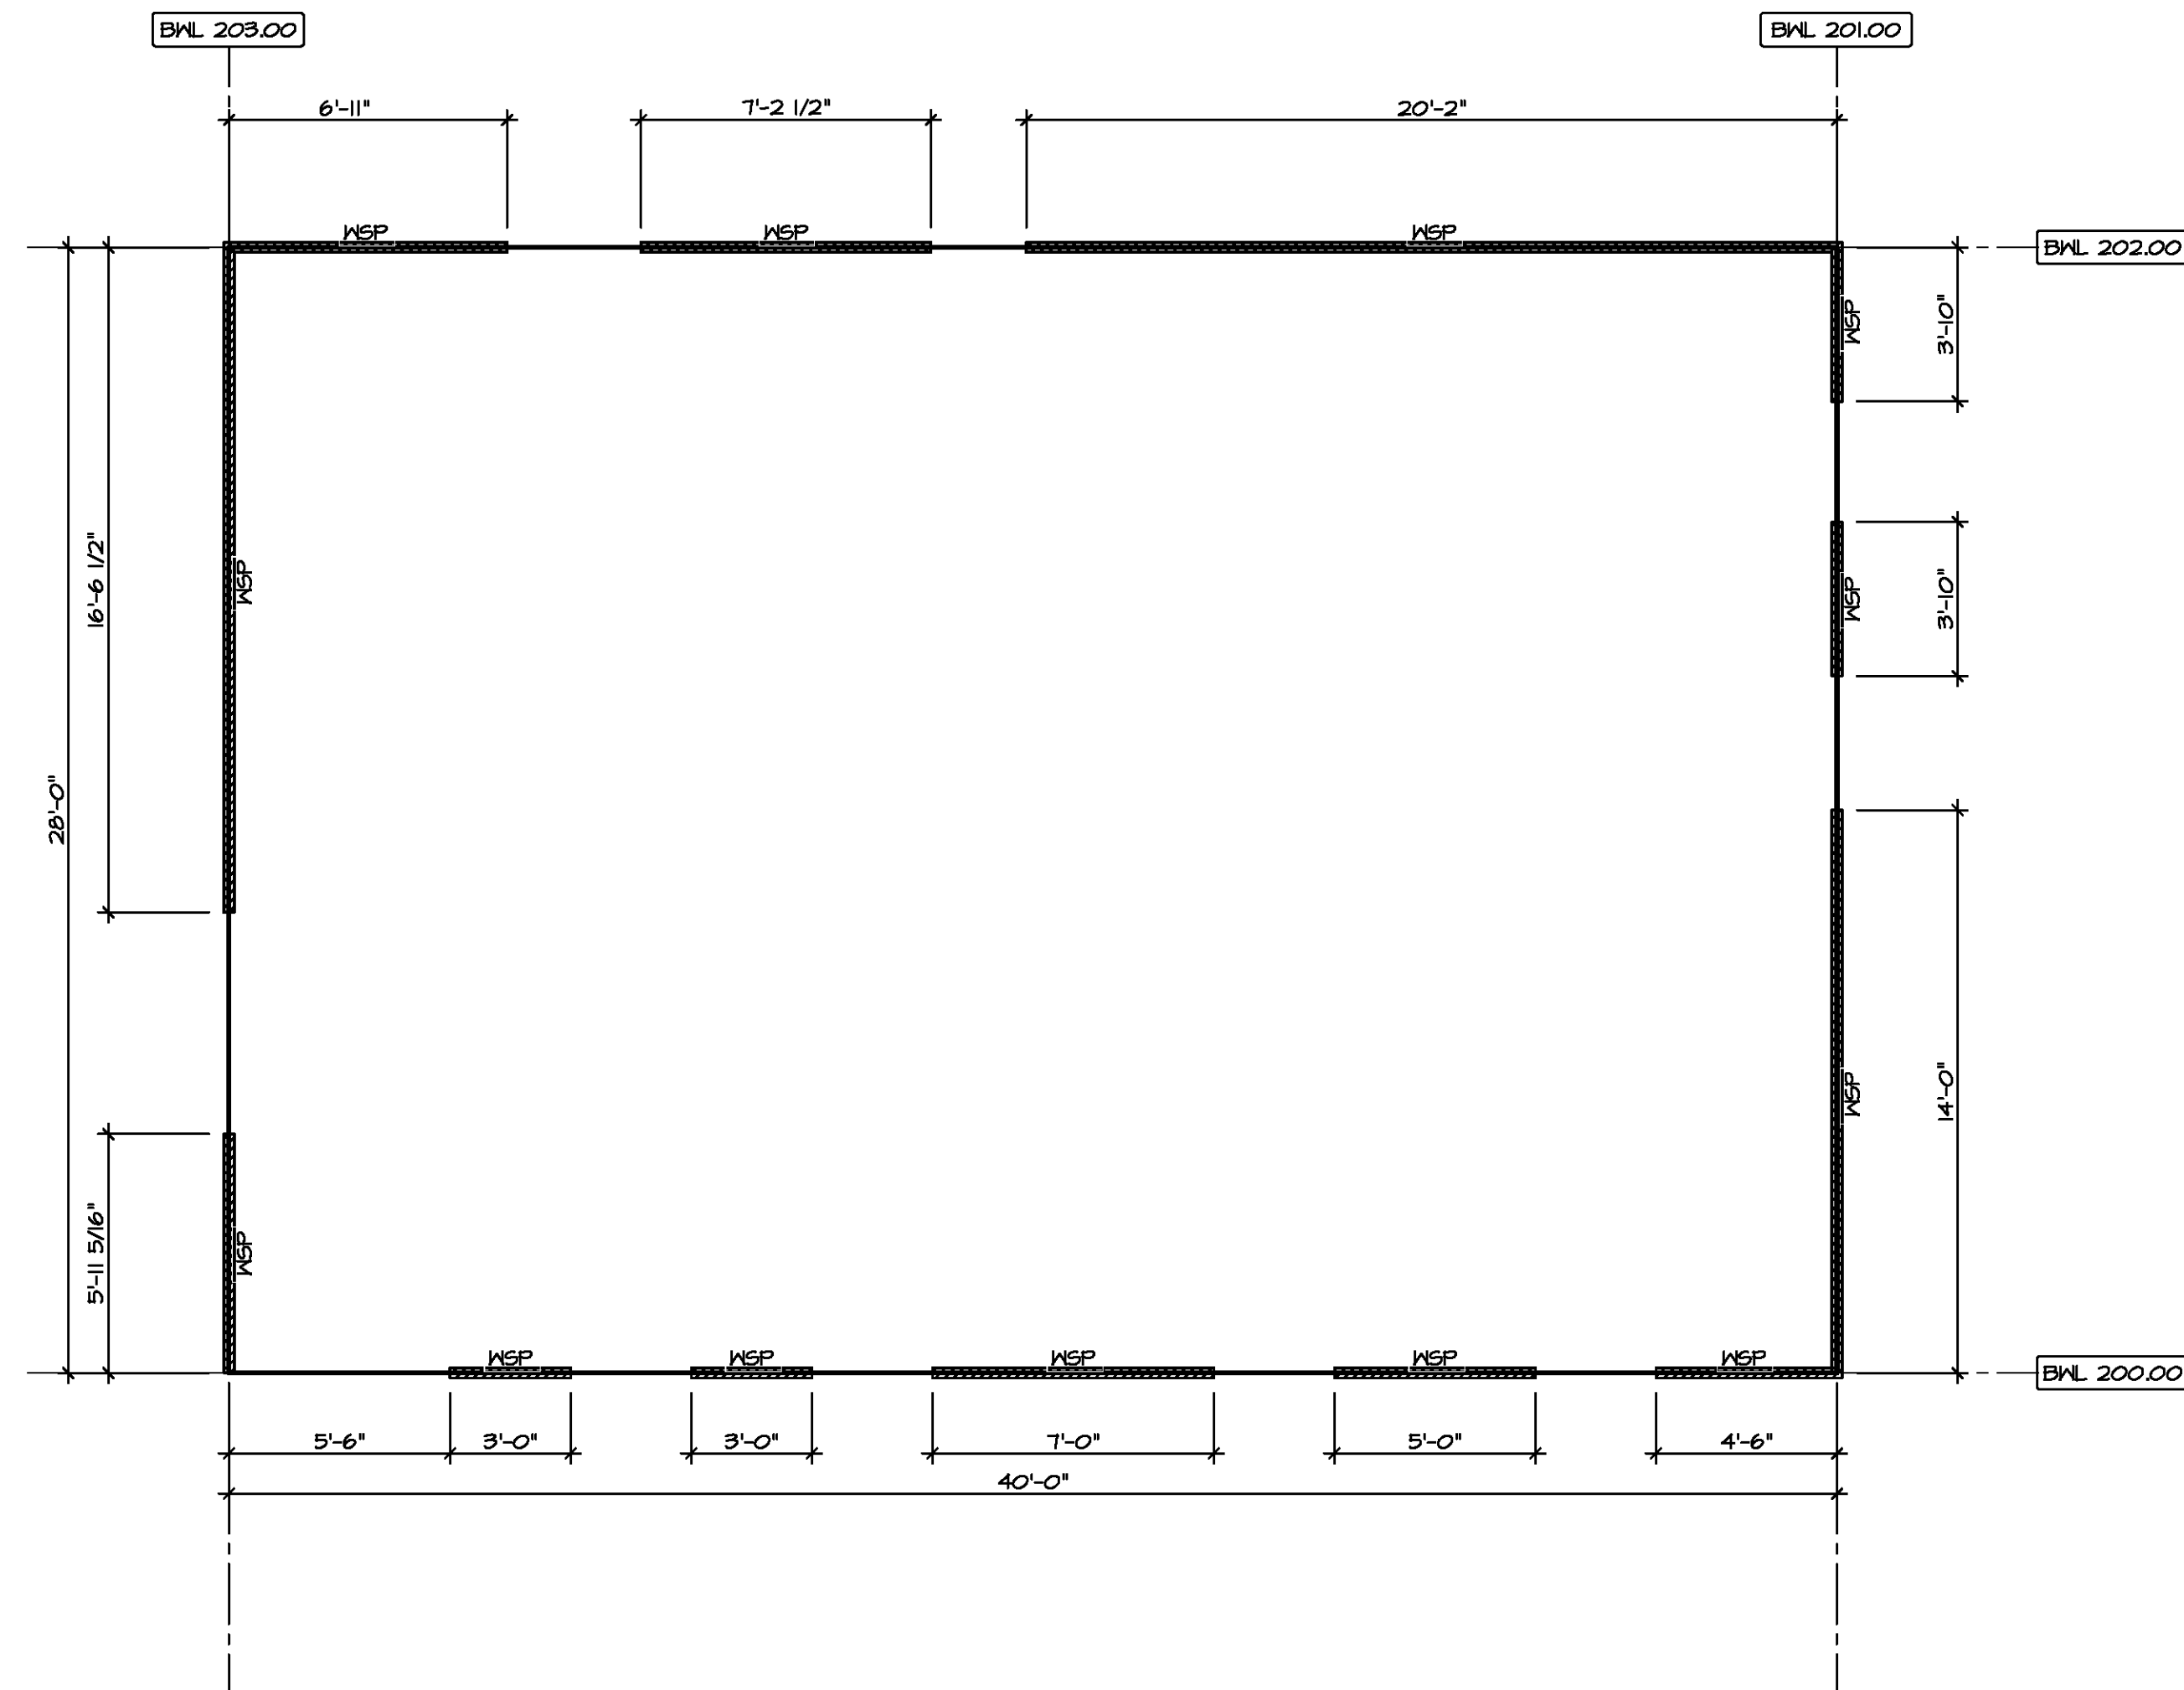 BWL 203.00
BWL 201.00
6'-11"
7'-2 1/2"
20'-2"
WSP
WSP
WSP
BWL 202.00
WSP
3'-10"
16'-6 1/2"
WSP
WSP
3'-10"
28'-0"
WSP
14'-0"
5'-11 5/16"
WSP
WSP
WSP
WSP
WSP
WSP
BWL 200.00
5'-6"
3'-0"
3'-0"
7'-0"
5'-0"
4'-6"
40'-0"